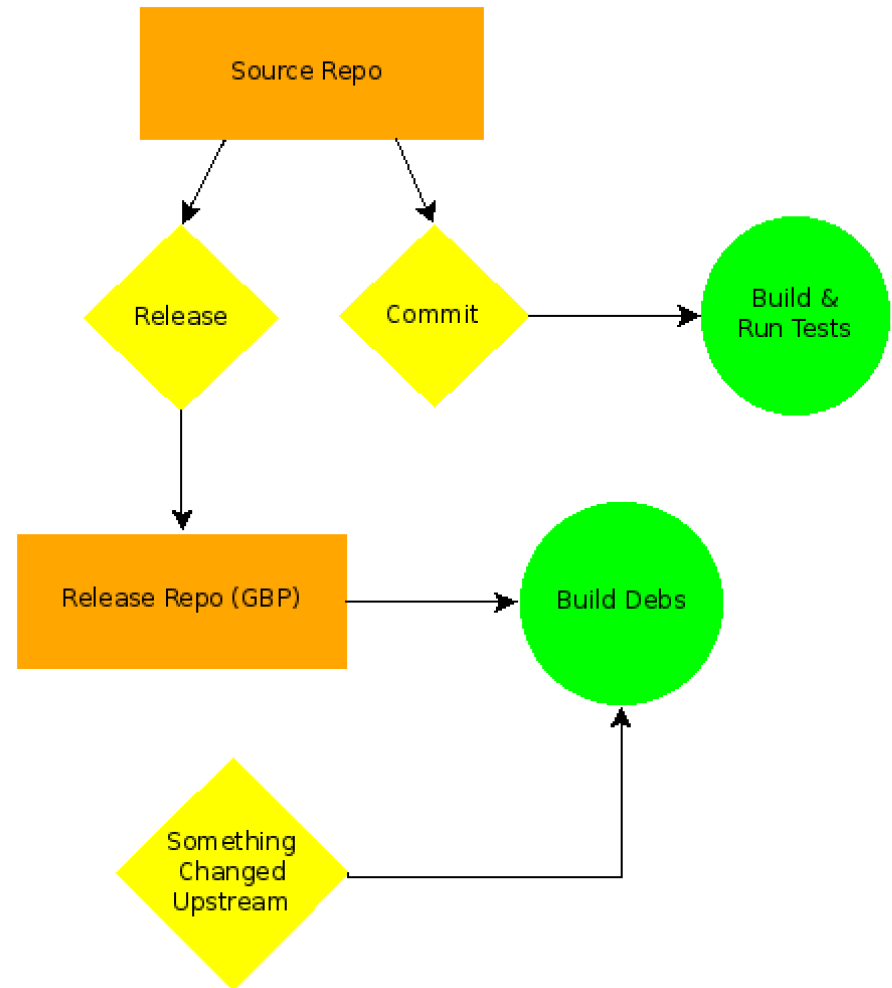 Source Repo
Release
Commit
Build &
Run Tests
Release Repo (GBP)
Build Debs
Something
Changed
Upstream